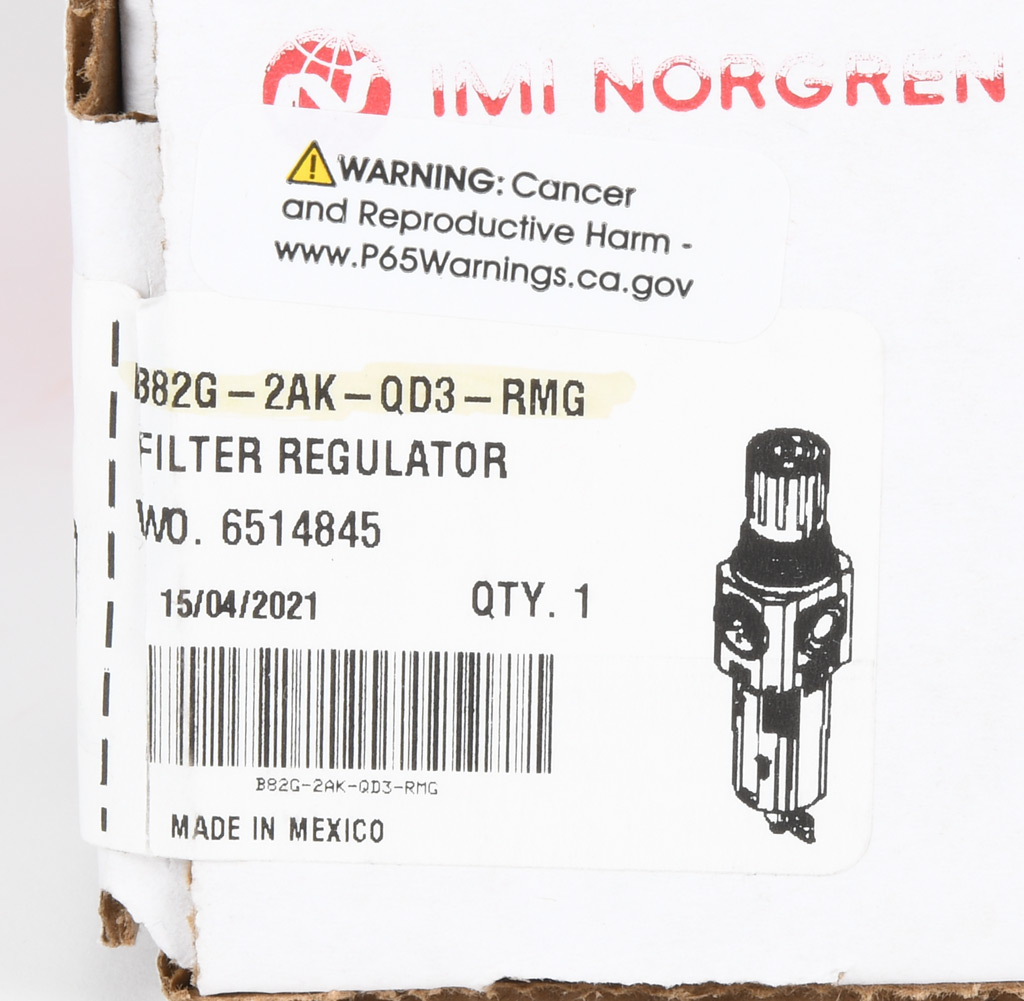 IMI NORGREN
WARNING: Cancer
and Reproductive Harm -
www.P65Warnings.ca.gov
B82G-2AK-QD3-RMG
FILTER REGULATOR
WO. 6514845
15/04/2021 QTY. 1
B82G-2AK-QD3-RMG
MADE IN MEXICO